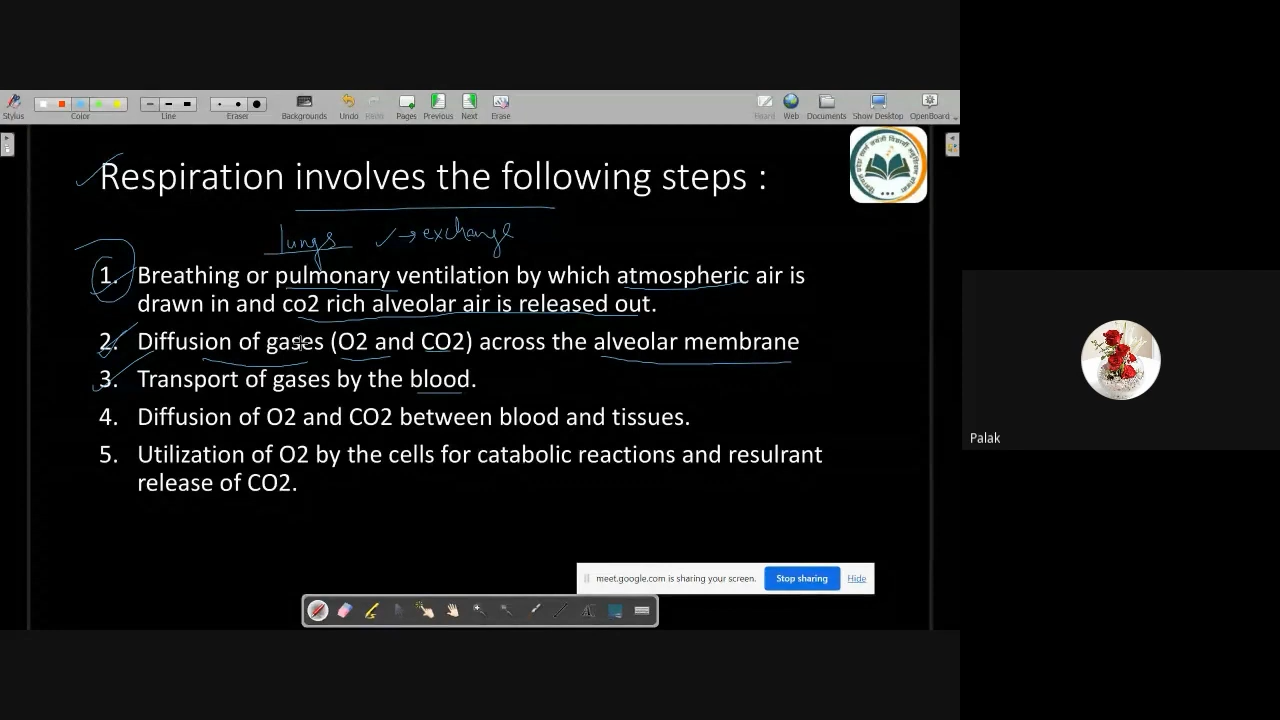 Stylus
Color
Line
Eraser
Backgrounds
Undo
Redo
Pages
Previous
Next
Erase
Board
Web
Documents
Show Desktop
OpenBoard
Respiration involves the following steps :
lungs → exchange
1. Breathing or pulmonary ventilation by which atmospheric air is
drawn in and co2 rich alveolar air is released out.
2. Diffusion of gases (O2 and CO2) across the alveolar membrane
3. Transport of gases by the blood.
4. Diffusion of O2 and CO2 between blood and tissues.
5. Utilization of O2 by the cells for catabolic reactions and resulrant
release of CO2.
Palak
meet.google.com is sharing your screen.
Stop sharing
Hide